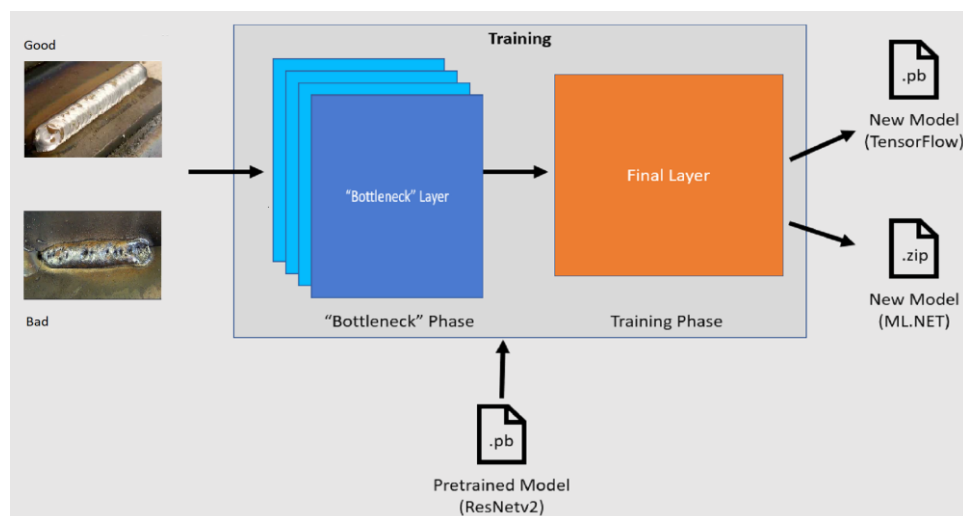 Good
Bad
Training
“Bottleneck” Layer
Final Layer
“Bottleneck” Phase
Training Phase
.pb
New Model
(TensorFlow)
.zip
New Model
(ML.NET)
.pb
Pretrained Model
(ResNetv2)